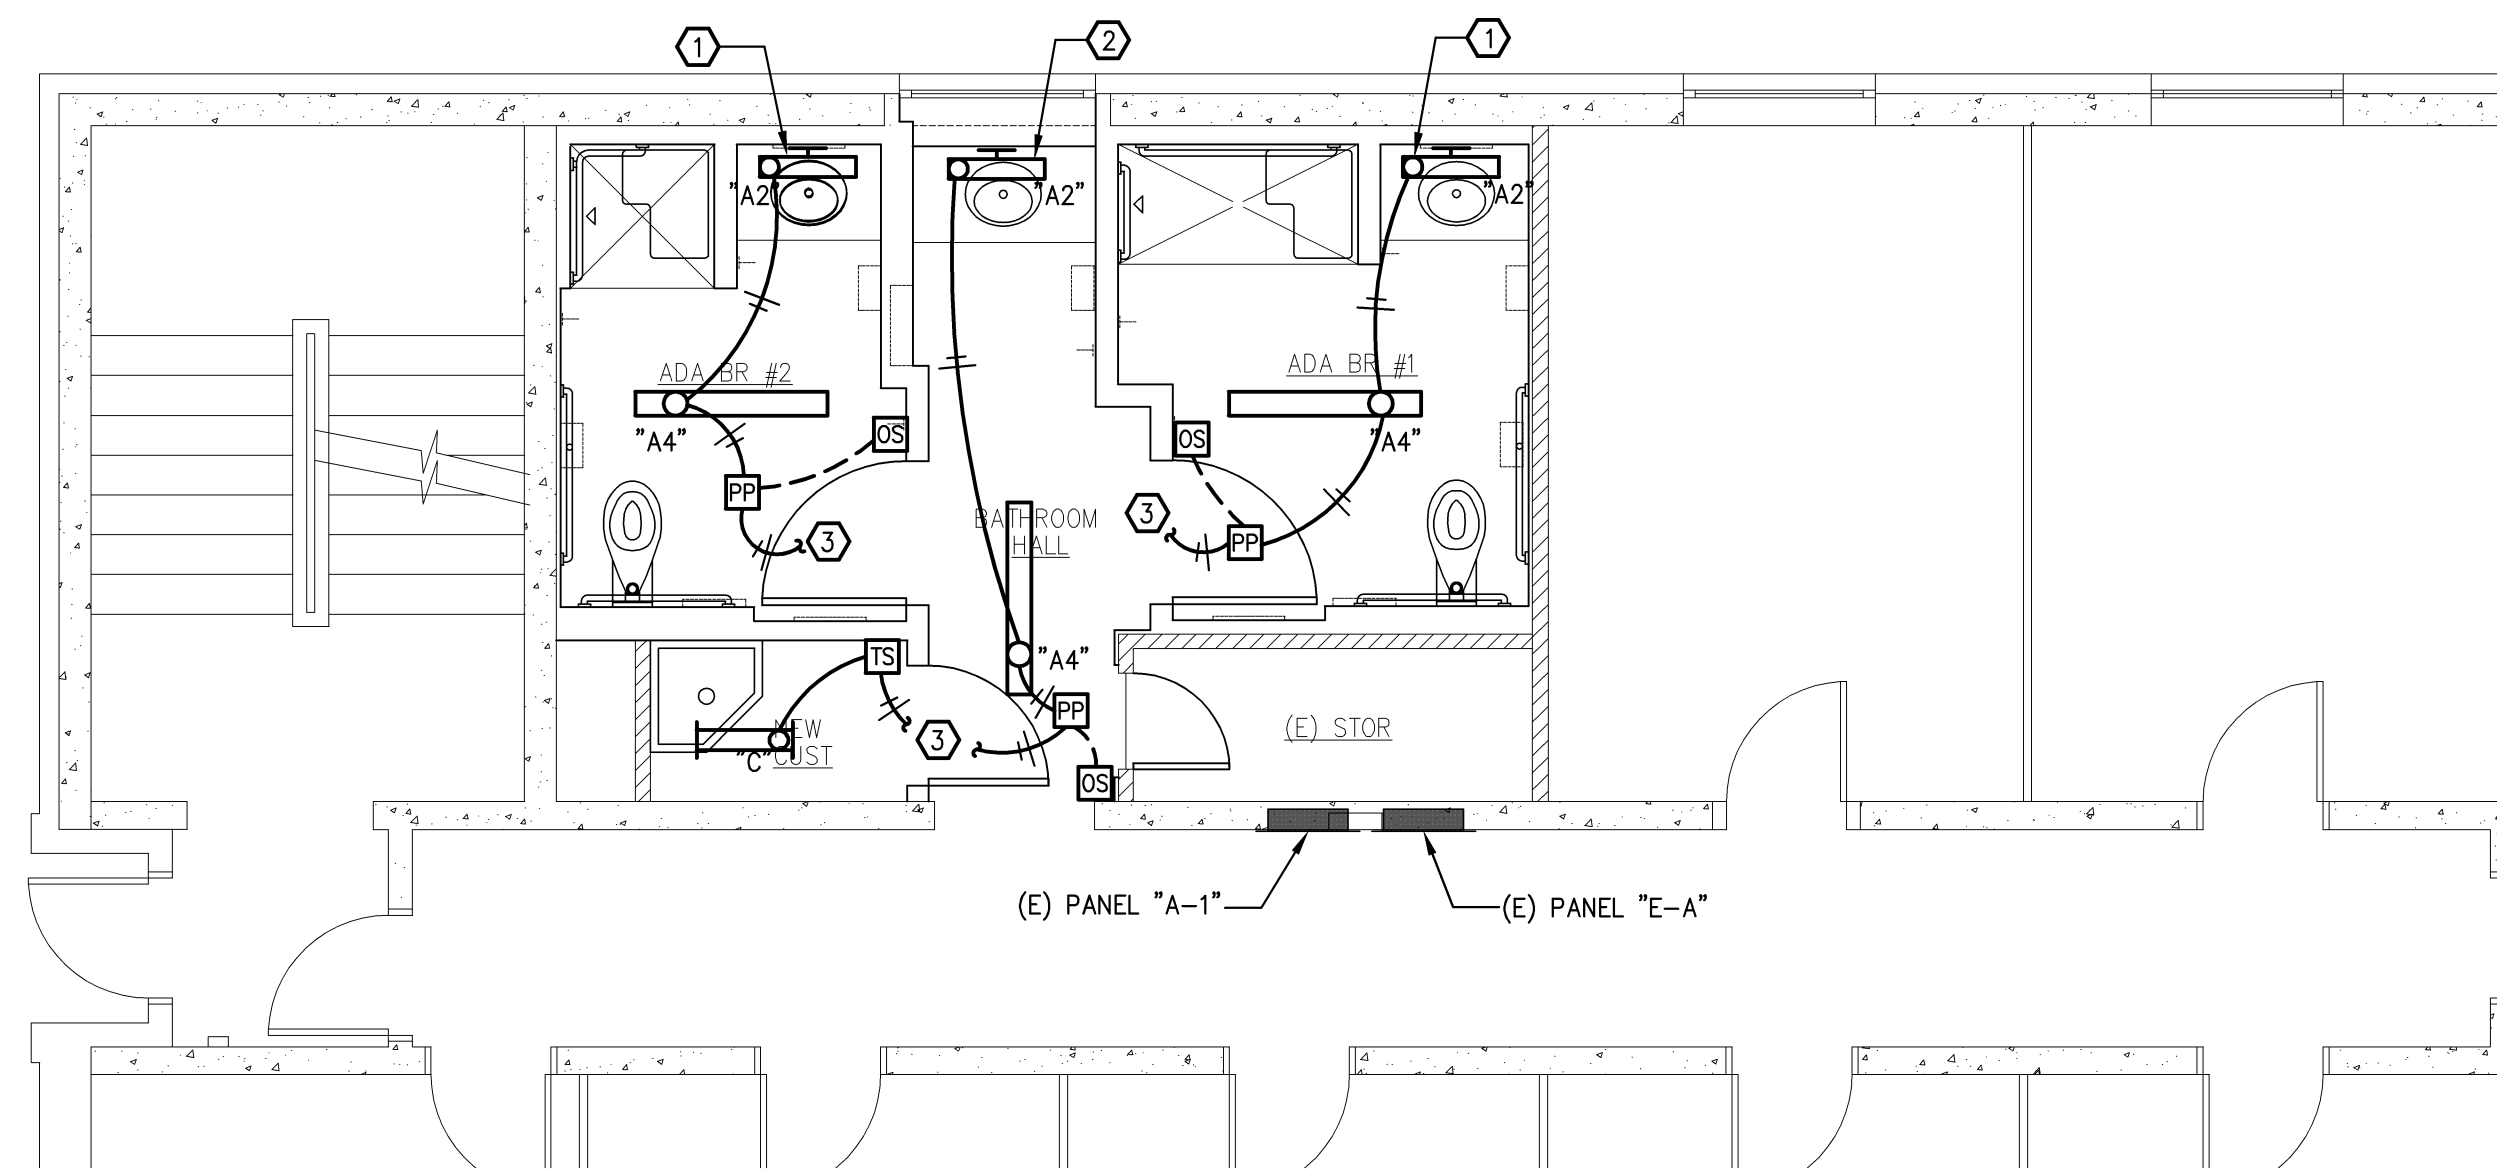 1
2
1
"A2"
"A2"
"A2"
ADA BR #2
ADA BR #1
"A4"
OS
OS
"A4"
PP
3
BATHROOM
HALL
3
PP
TS
"A4"
PP
NEW
CUST
"C"
3
OS
(E) STOR
(E) PANEL "A-1"
(E) PANEL "E-A"